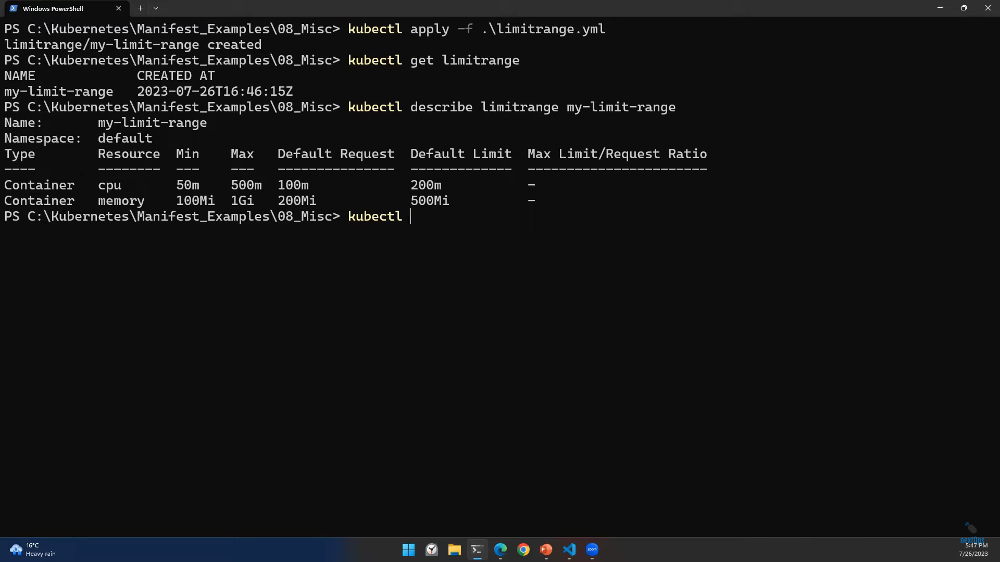 Windows PowerShell
PS C:\Kubernetes\Manifest_Examples\08_Misc> kubectl apply -f .\limitrange.yml
limitrange/my-limit-range created
PS C:\Kubernetes\Manifest_Examples\08_Misc> kubectl get limitrange
NAME             CREATED AT
my-limit-range   2023-07-26T16:46:15Z
PS C:\Kubernetes\Manifest_Examples\08_Misc> kubectl describe limitrange my-limit-range
Name:       my-limit-range
Namespace:  default
Type        Resource  Min    Max   Default Request  Default Limit  Max Limit/Request Ratio
----        --------  ---    ---   ---------------  -------------  -----------------------
Container   cpu       50m    500m  100m             200m           -
Container   memory    100Mi  1Gi   200Mi            500Mi          -
PS C:\Kubernetes\Manifest_Examples\08_Misc> kubectl
16°C
Heavy rain
zoom
nextOps
5:47 PM
7/26/2023